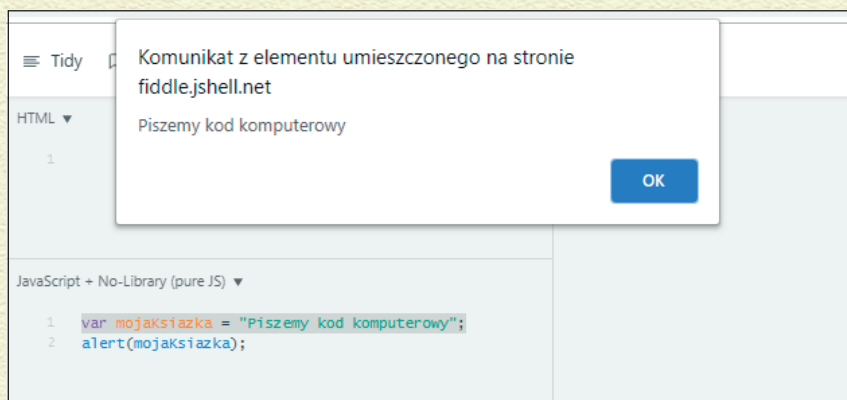 Tidy
Komunikat z elementu umieszczonego na stronie
fiddle.jshell.net
Piszemy kod komputerowy
OK
HTML ▼
1
JavaScript + No-Library (pure JS) ▼
1 var mojaKsiazka = "Piszemy kod komputerowy";
2 alert(mojaKsiazka);